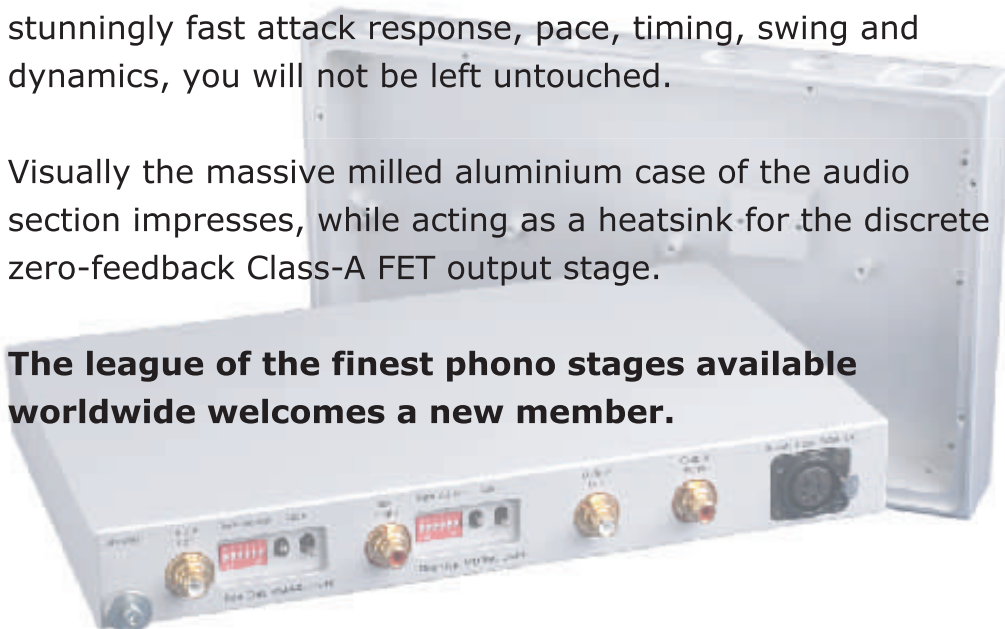 stunningly fast attack response, pace, timing, swing and
dynamics, you will not be left untouched.
Visually the massive milled aluminium case of the audio
section impresses, while acting as a heatsink for the discrete
zero-feedback Class-A FET output stage.
The league of the finest phono stages available
worldwide welcomes a new member.